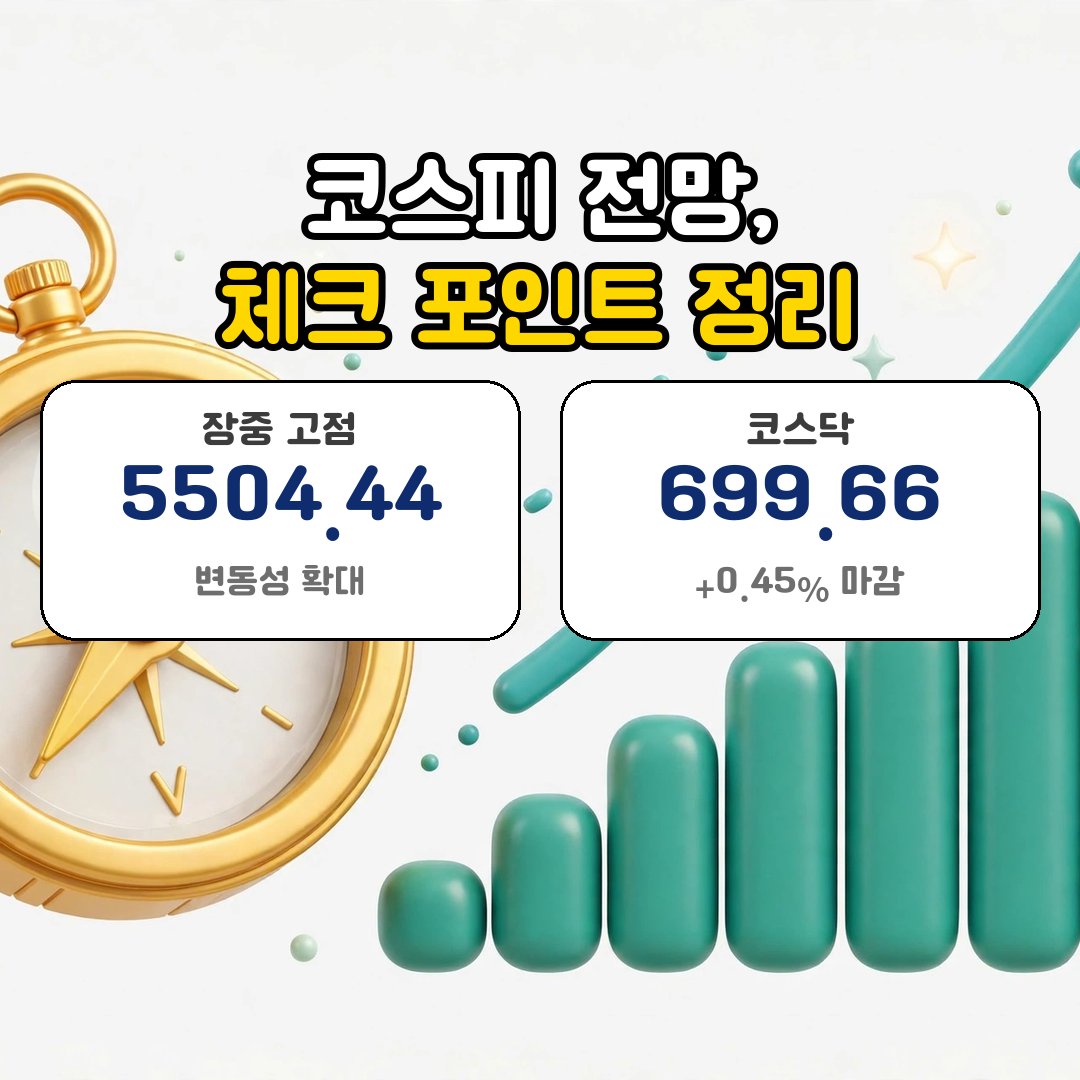 코스피 전망,
체크 포인트 정리
장중 고점
5504.44
변동성 확대
코스닥
699.66
+0.45% 마감